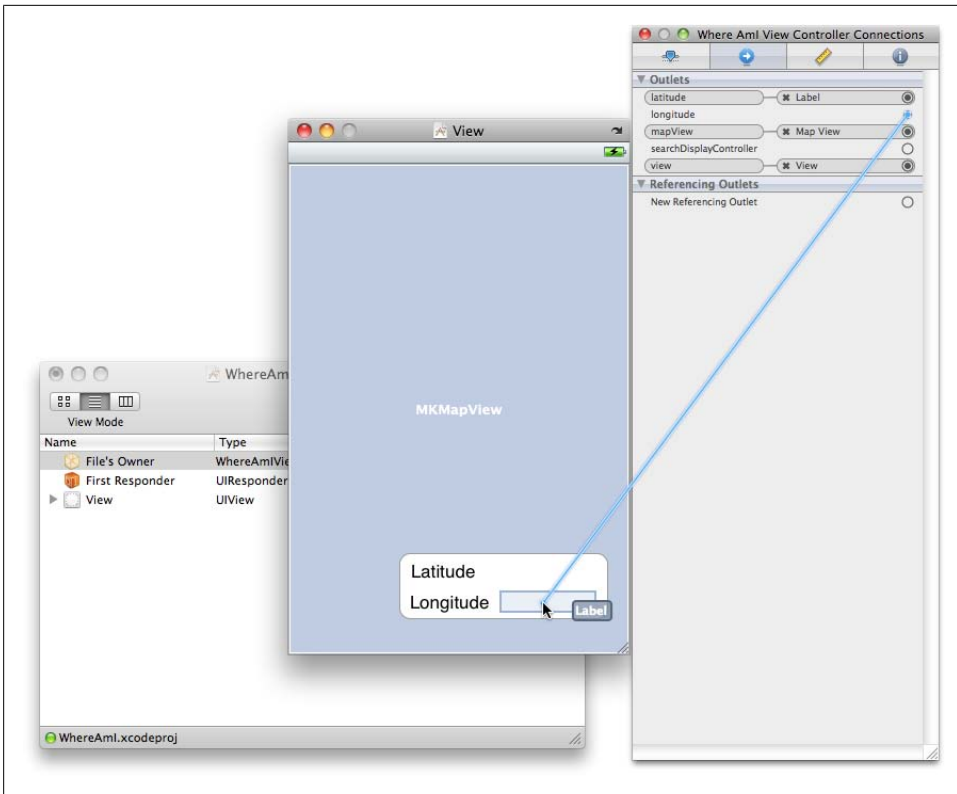 Where AmI View Controller Connections
Outlets
latitude
Label
longitude
mapView
Map View
searchDisplayController
view
View
Referencing Outlets
New Referencing Outlet
View
MKMapView
Latitude
Longitude
Label
WhereAm
View Mode
Name
Type
File's Owner
WhereAmIVie
First Responder
UIResponder
View
UIView
WhereAmI.xcodeproj